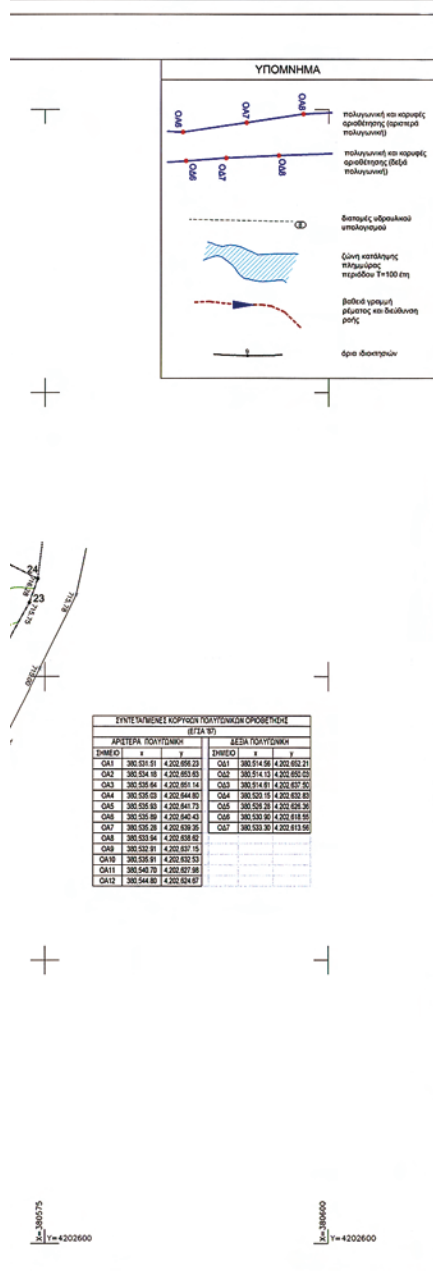 ΥΠΟΜΝΗΜΑ
ΟΑ6
ΟΑ7
ΟΑ8
πολυγωνική και κορυφές
οριοθέτησης (αριστερά
πολυγωνική)
ΟΔ6
ΟΔ7
ΟΔ8
πολυγωνική και κορυφές
οριοθέτησης (δεξιά
πολυγωνική)
διατομές υδραυλικού
υπολογισμού
ζώνη κατάληψης
πλημμύρας
περιόδου Τ=100 έτη
βαθειά γραμμή
ρέματος και διεύθυνση
ροής
όρια ιδιοκτησιών
24
23
715.75
715.78
715.00
ΣΥΝΤΕΤΑΓΜΕΝΕΣ ΚΟΡΥΦΩΝ ΠΟΛΥΓΩΝΙΚΩΝ ΟΡΙΟΘΕΤΗΣΗΣ
(ΕΓΣΑ '87)
ΑΡΙΣΤΕΡΑ ΠΟΛΥΓΩΝΙΚΗ ΔΕΞΙΑ ΠΟΛΥΓΩΝΙΚΗ
ΣΗΜΕΙΟ x y ΣΗΜΕΙΟ x y
ΟΑ1 380,531.51 4,202,656.23 ΟΔ1 380,514.56 4,202,652.21
ΟΑ2 380,534.18 4,202,653.63 ΟΔ2 380,514.13 4,202,650.03
ΟΑ3 380,535.64 4,202,651.14 ΟΔ3 380,514.61 4,202,637.50
ΟΑ4 380,535.03 4,202,644.80 ΟΔ4 380,520.15 4,202,632.83
ΟΑ5 380,535.93 4,202,641.73 ΟΔ5 380,526.28 4,202,626.36
ΟΑ6 380,535.89 4,202,640.43 ΟΔ6 380,530.90 4,202,618.55
ΟΑ7 380,535.28 4,202,639.35 ΟΔ7 380,533.30 4,202,613.56
ΟΑ8 380,533.94 4,202,638.62
ΟΑ9 380,532.91 4,202,637.15
ΟΑ10 380,535.91 4,202,632.53
ΟΑ11 380,540.70 4,202,627.98
ΟΑ12 380,544.80 4,202,624.67
X=380575
Y=4202600
X=380600
Y=4202600